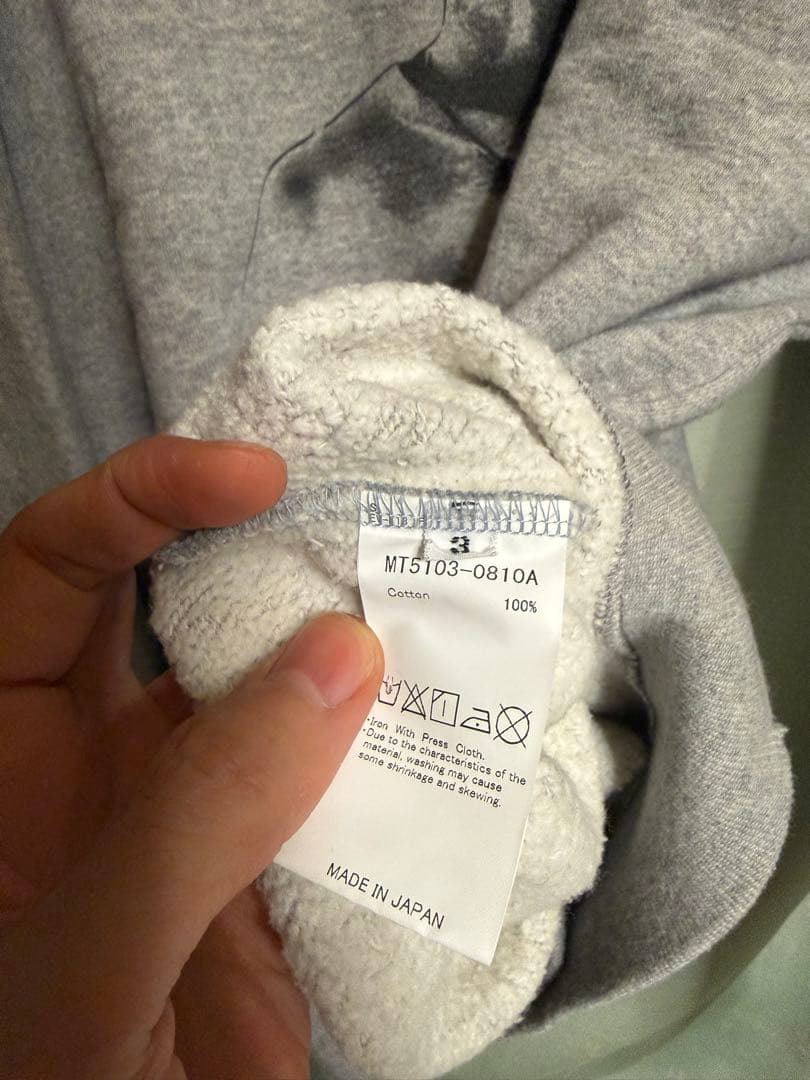 3
MT5103-0810A
Cotton 100%
・Iron With Press Cloth.
・Due to the characteristics of the
material, washing may cause
some shrinkage and skewing.
MADE IN JAPAN